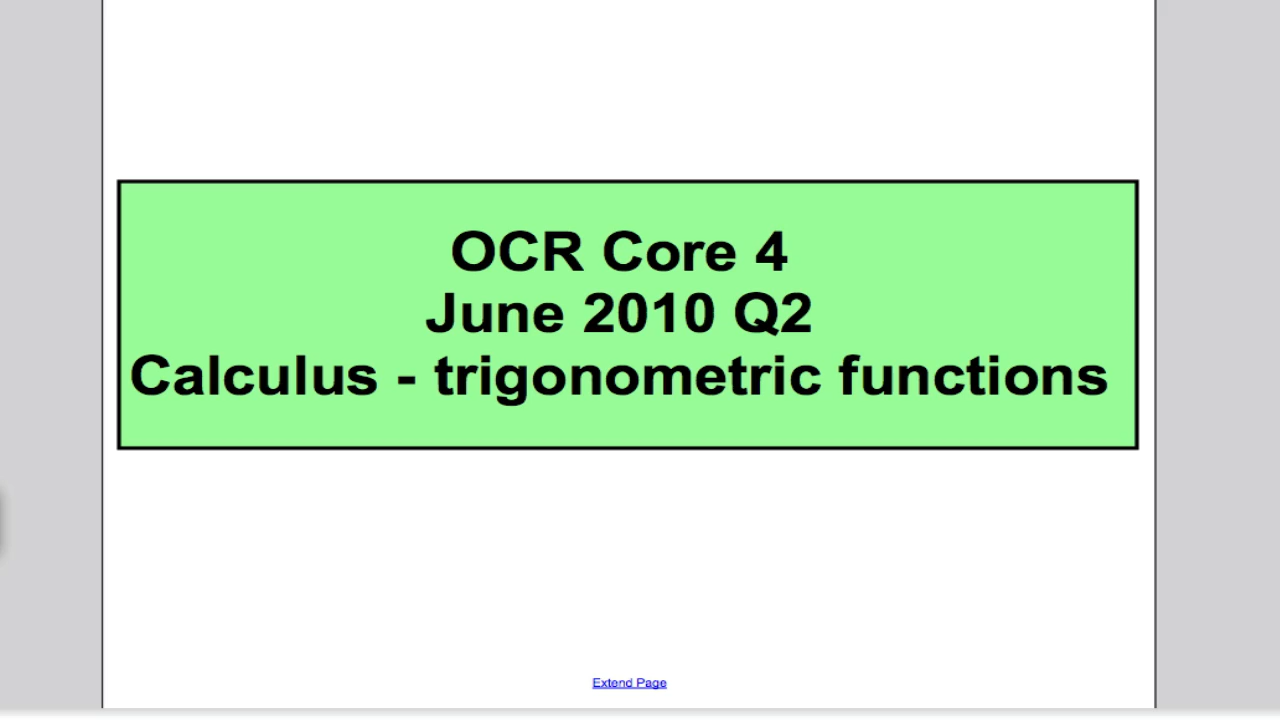 OCR Core 4
June 2010 Q2
Calculus - trigonometric functions
Extend Page